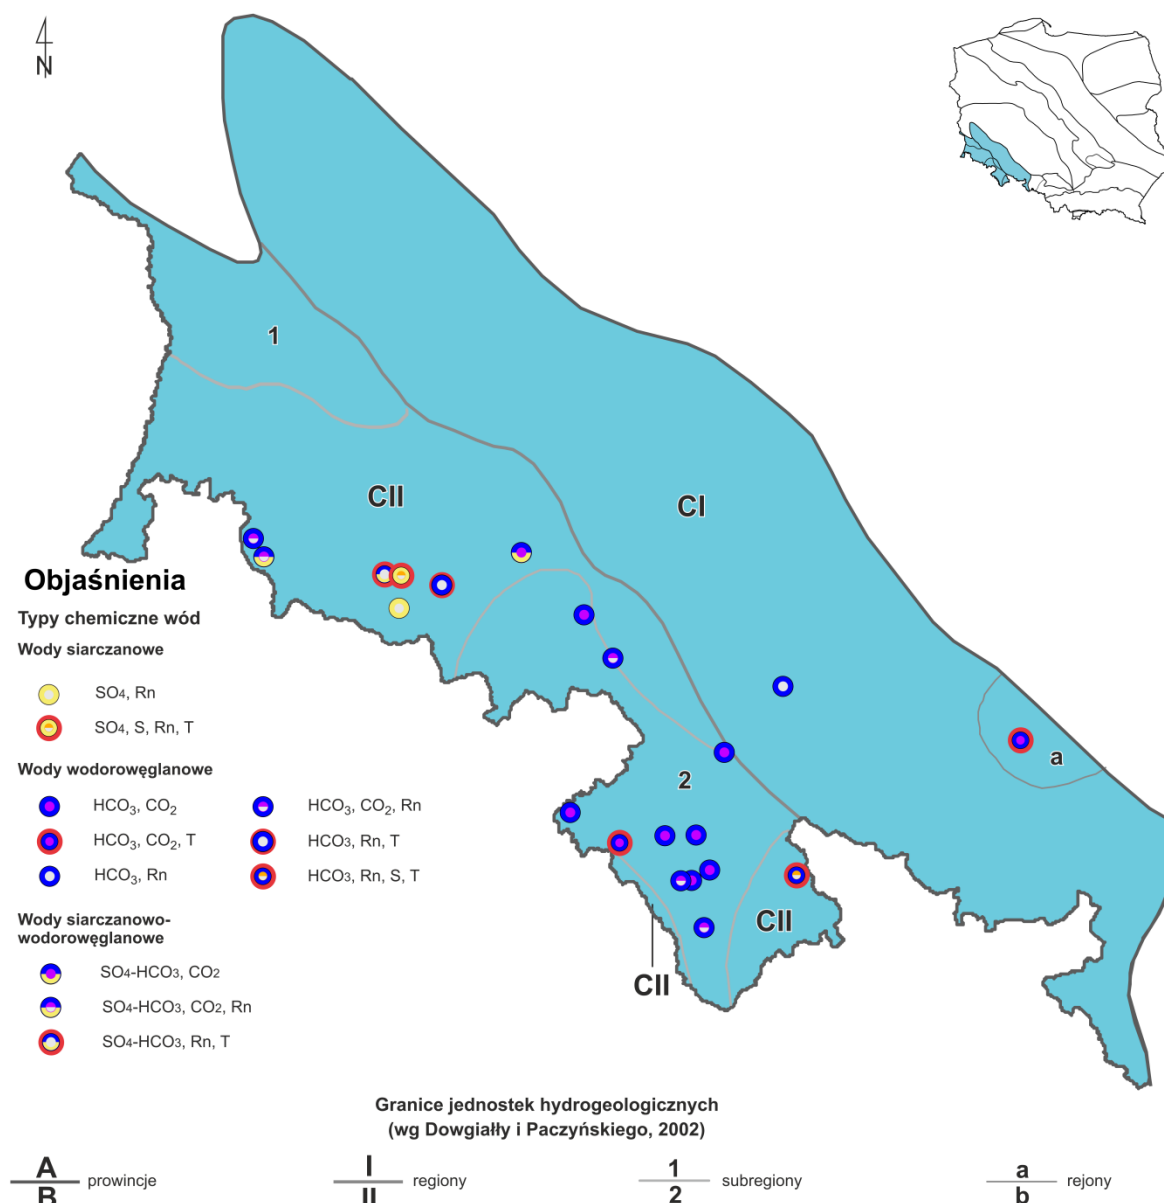 N
1
CII
CI
a
2
CII
CII
Objaśnienia
Typy chemiczne wód
Wody siarczanowe
SO4, Rn
SO4, S, Rn, T
Wody wodorowęglanowe
HCO3, CO2
HCO3, CO2, Rn
HCO3, CO2, T
HCO3, Rn, T
HCO3, Rn
HCO3, Rn, S, T
Wody siarczanowo-
wodorowęglanowe
SO4-HCO3, CO2
SO4-HCO3, CO2, Rn
SO4-HCO3, Rn, T
Granice jednostek hydrogeologicznych
(wg Dowgiałły i Paczyńskiego, 2002)
A
B
prowincje
I
II
regiony
1
2
subregiony
a
b
rejony